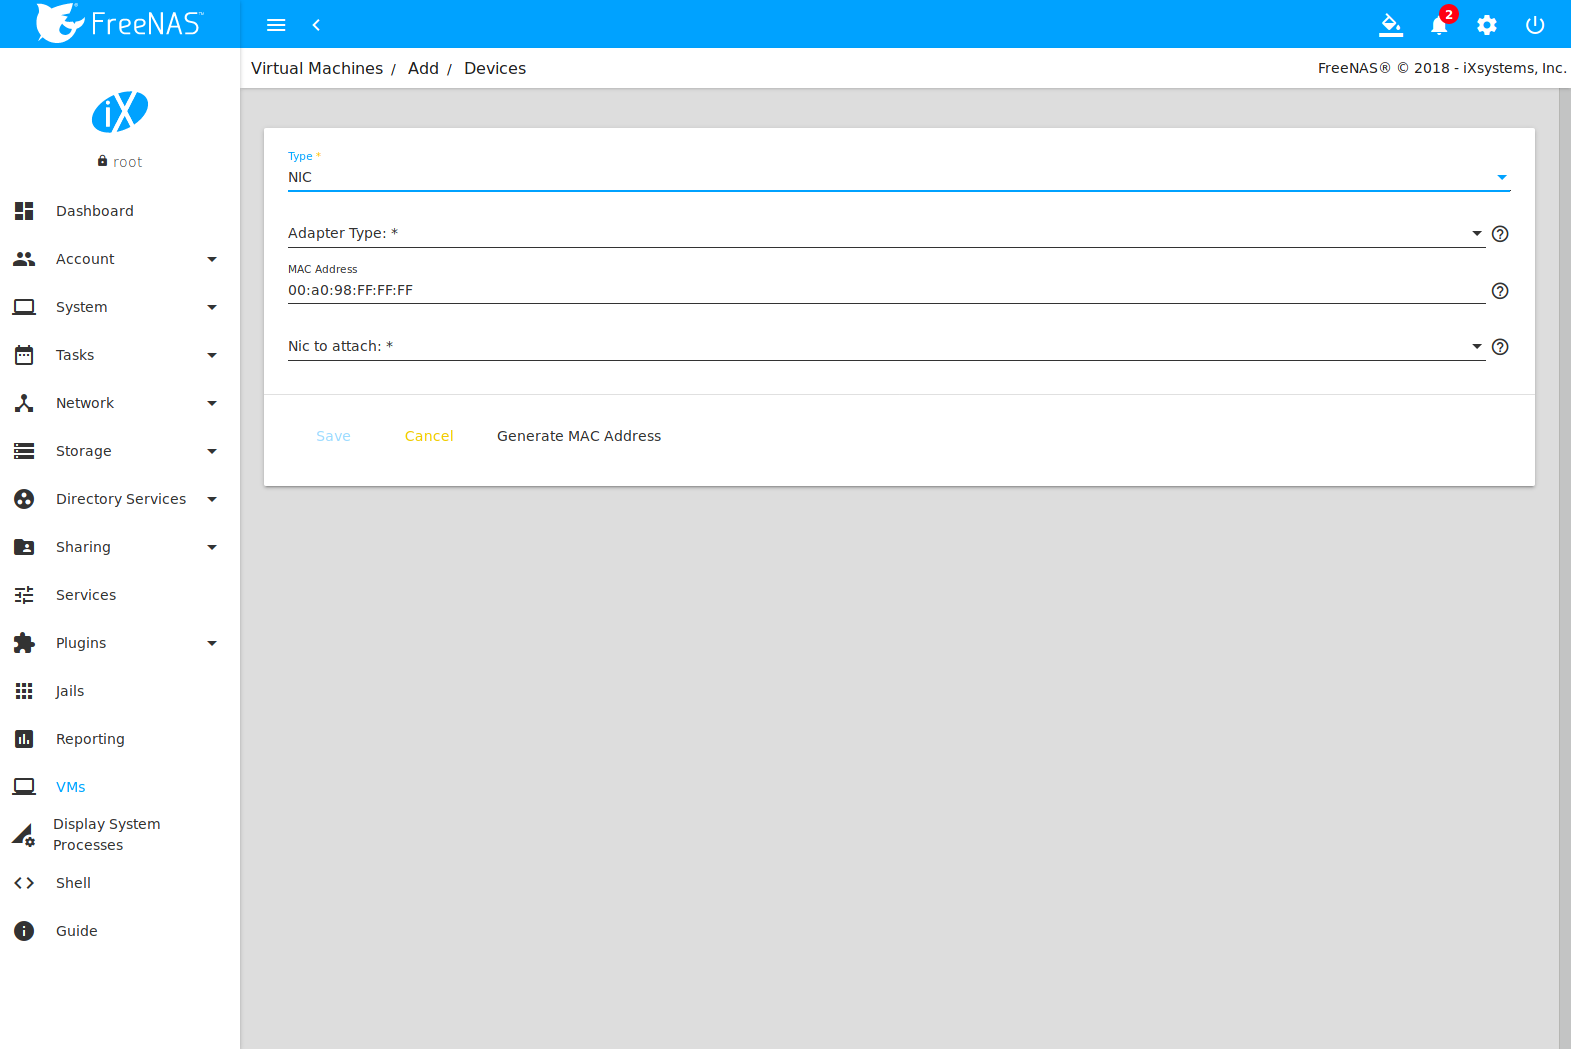 FreeNAS™
2
Virtual Machines / Add / Devices
FreeNAS® © 2018 - iXsystems, Inc.
iX
root
Dashboard
Account
System
Tasks
Network
Storage
Directory Services
Sharing
Services
Plugins
Jails
Reporting
VMs
Display System
Processes
Shell
Guide
Type *
NIC
Adapter Type: *
MAC Address
00:a0:98:FF:FF:FF
Nic to attach: *
Save Cancel Generate MAC Address